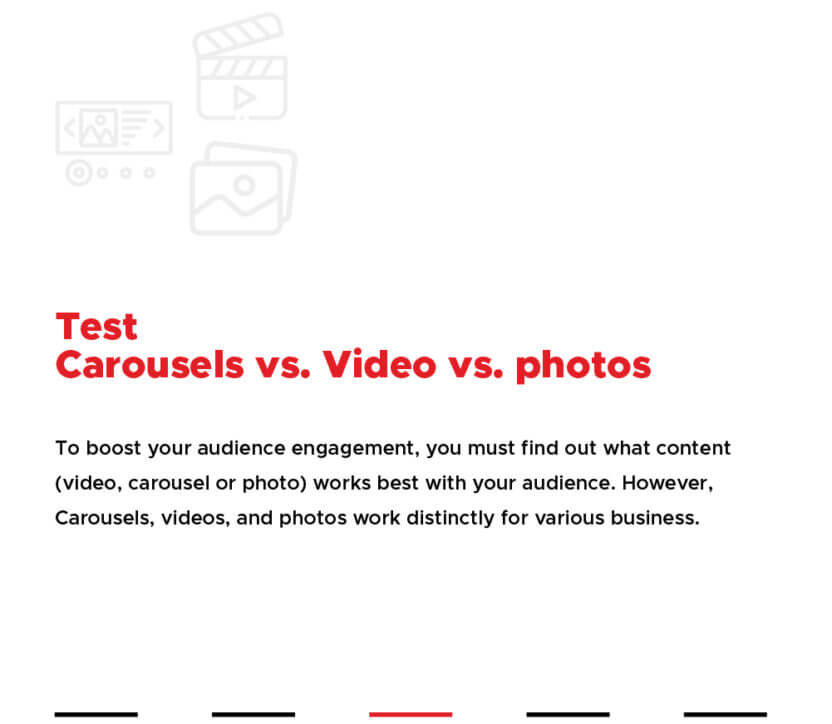 Test
Carousels vs. Video vs. photos
To boost your audience engagement, you must find out what content
(video, carousel or photo) works best with your audience. However,
Carousels, videos, and photos work distinctly for various business.